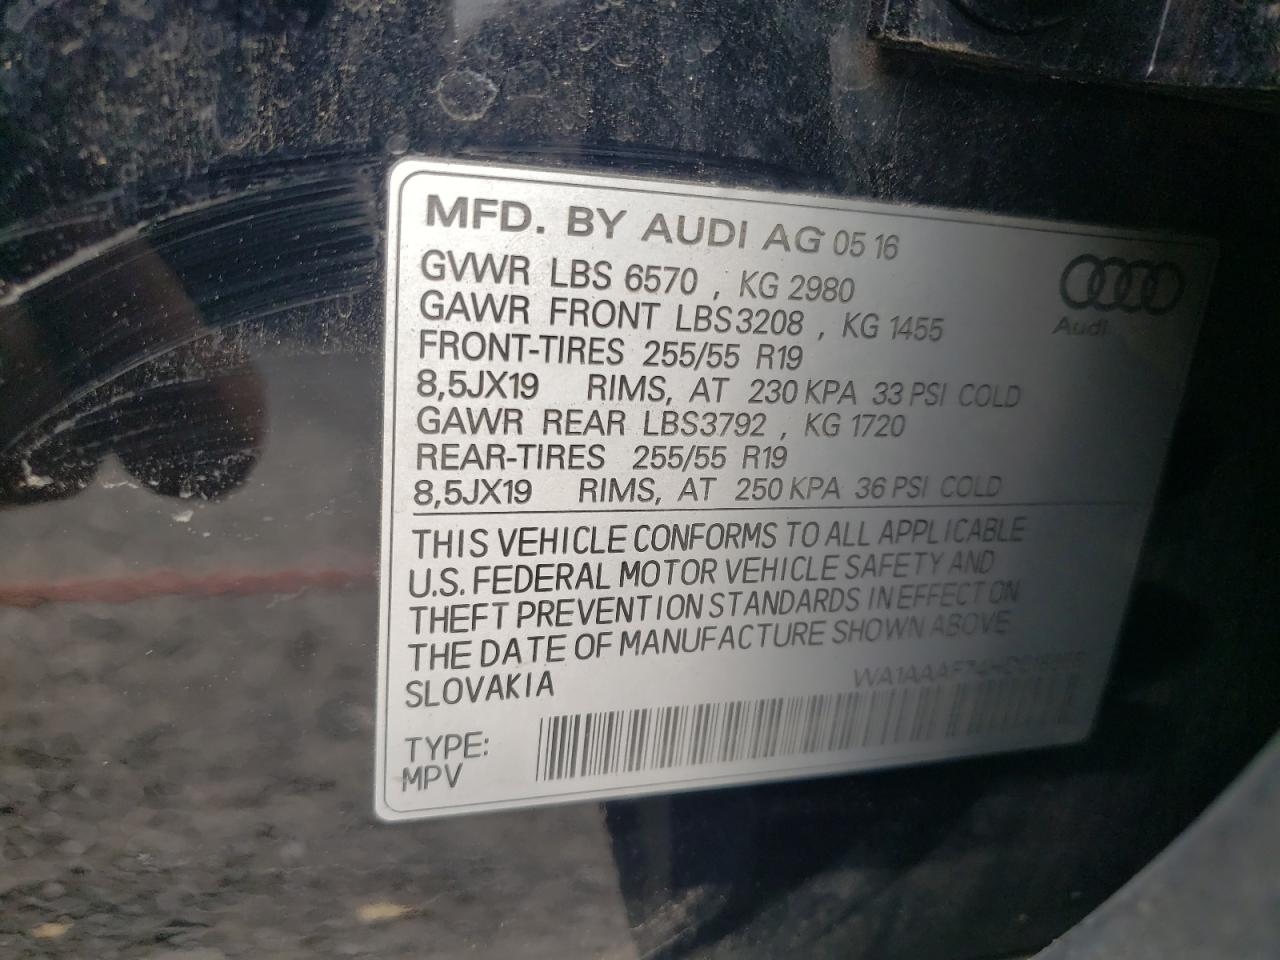 MFD. BY AUDI AG 05 16
GVWR LBS 6570 , KG 2980
GAWR FRONT LBS3208 , KG 1455
FRONT-TIRES 255/55 R19
8,5JX19 RIMS, AT 230 KPA 33 PSI COLD
GAWR REAR LBS3792 , KG 1720
REAR-TIRES 255/55 R19
8,5JX19 RIMS, AT 250 KPA 36 PSI COLD
Audi
THIS VEHICLE CONFORMS TO ALL APPLICABLE
U.S. FEDERAL MOTOR VEHICLE SAFETY AND
THEFT PREVENTION STANDARDS IN EFFECT ON
THE DATE OF MANUFACTURE SHOWN ABOVE
SLOVAKIA
TYPE:
MPV